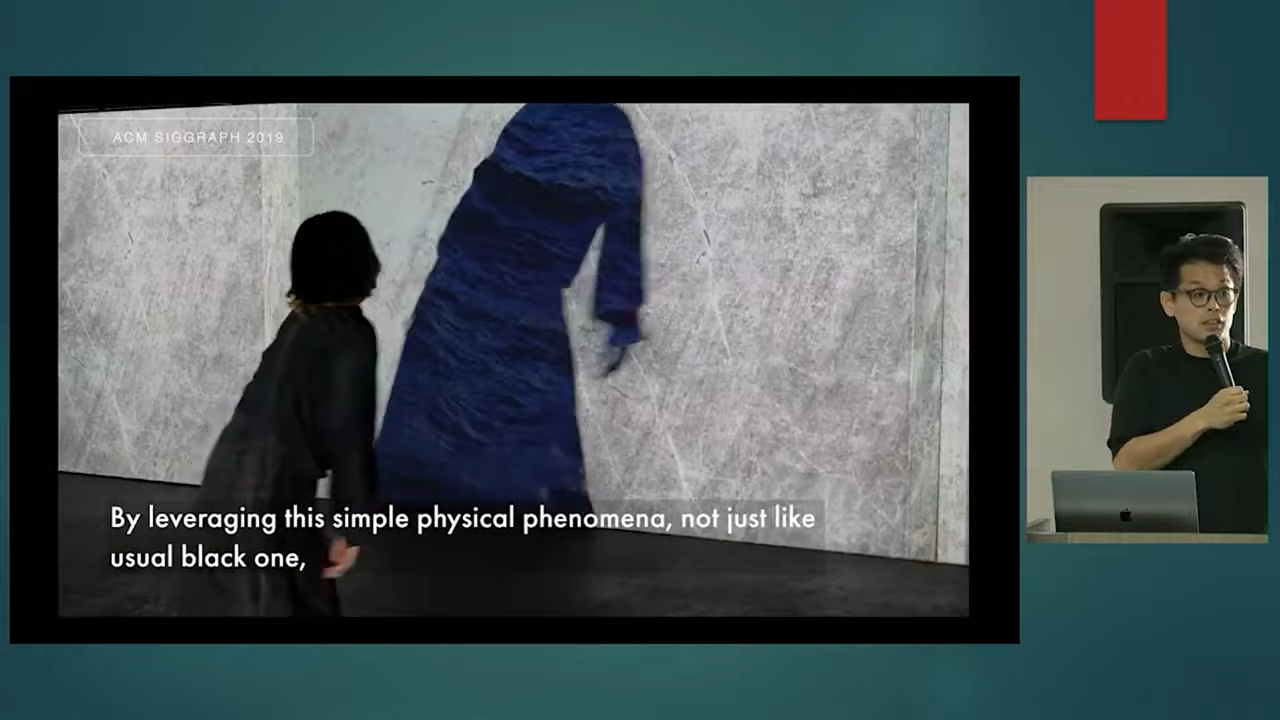 ACM SIGGRAPH 2019
By leveraging this simple physical phenomena, not just like
usual black one,